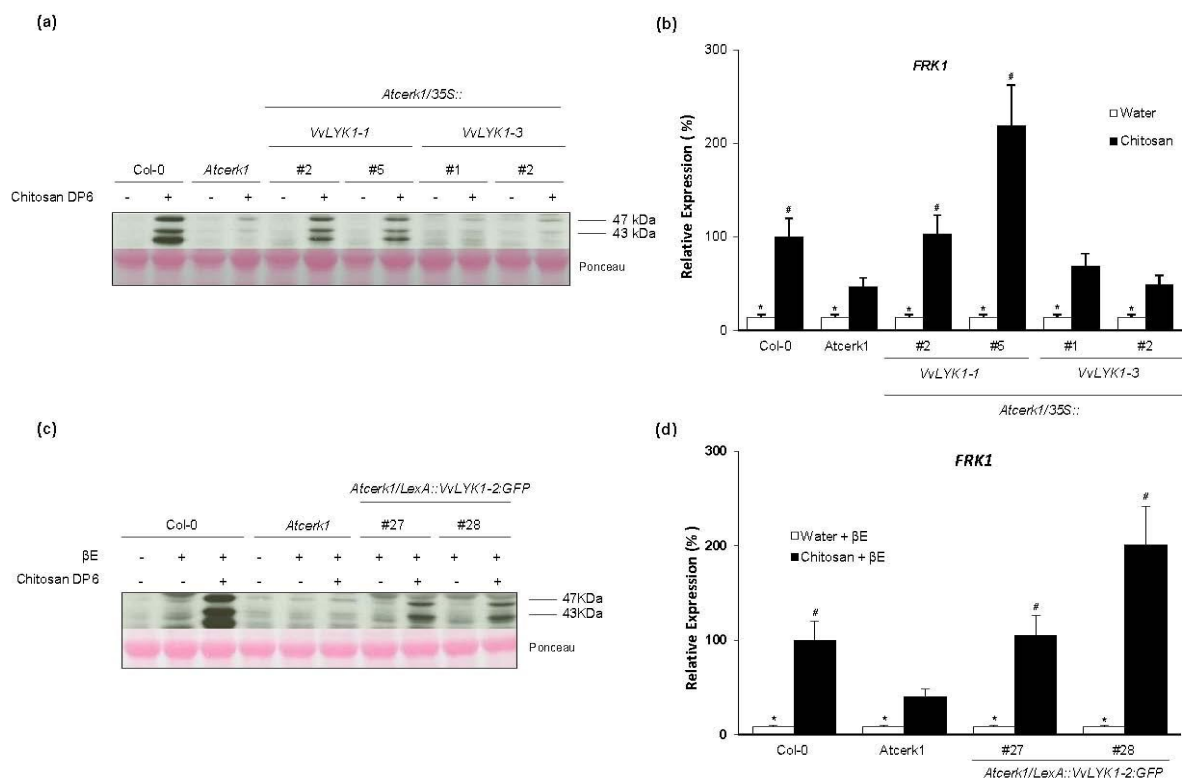 (a)
Atcerk1/35S::
VvLYK1-1 VvLYK1-3
Col-0 Atcerk1 #2 #5 #1 #2
Chitosan DP6 - + - + - + - + - + - +
47 kDa
43 kDa
Ponceau
(b)
FRK1
Water
Chitosan
Relative Expression (%)
300
200
100
0
# # #
* * * * * *
Col-0 Atcerk1 #2 #5 #1 #2
VvLYK1-1 VvLYK1-3
Atcerk1/35S::
(c)
Atcerk1/LexA::VvLYK1-2:GFP
Col-0 Atcerk1 #27 #28
βE - + + - + + + + + +
Chitosan DP6 - - + - - + - + - +
47KDa
43KDa
Ponceau
(d)
FRK1
Water + βE
Chitosan + βE
Relative Expression (%)
300
200
100
0
# # #
* * * *
Col-0 Atcerk1 #27 #28
Atcerk1/LexA::VvLYK1-2:GFP